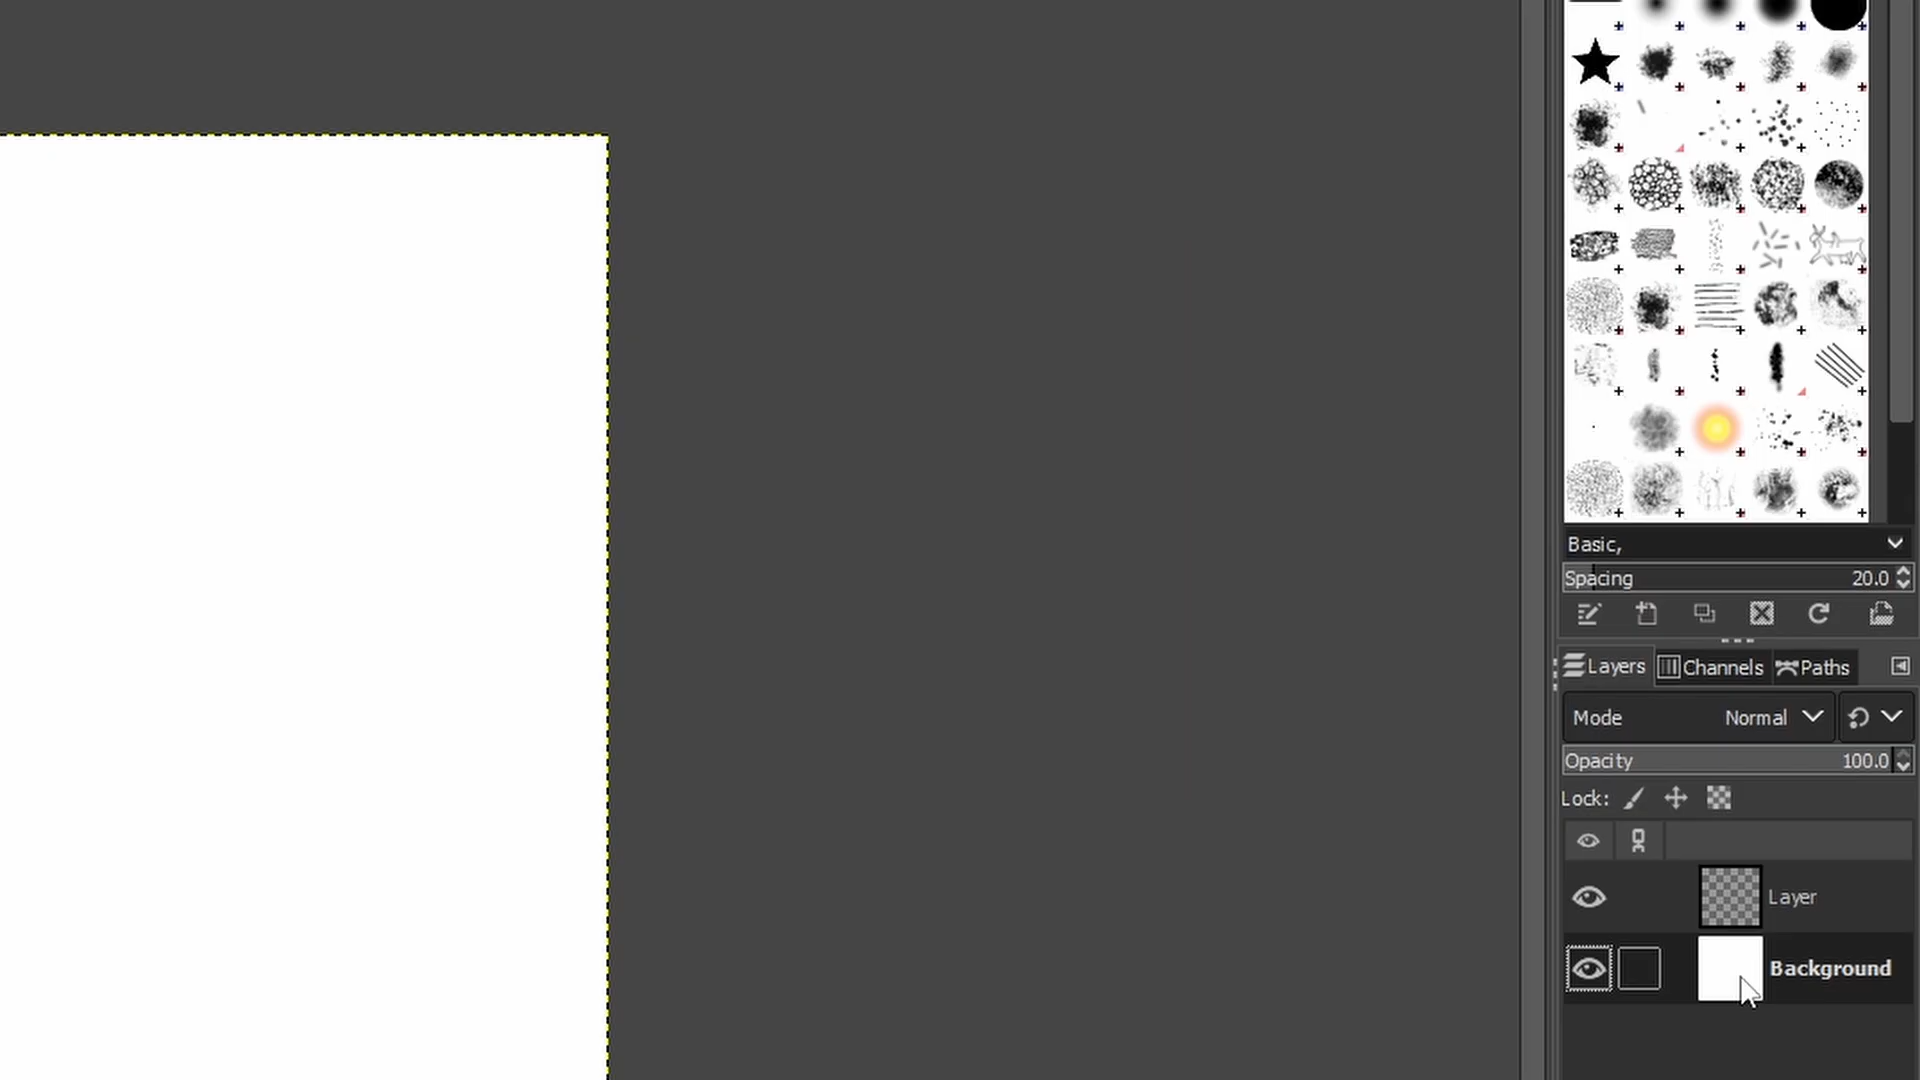 Basic,
Spacing 20.0
Layers Channels Paths
Mode Normal
Opacity 100.0
Lock:
Layer
Background